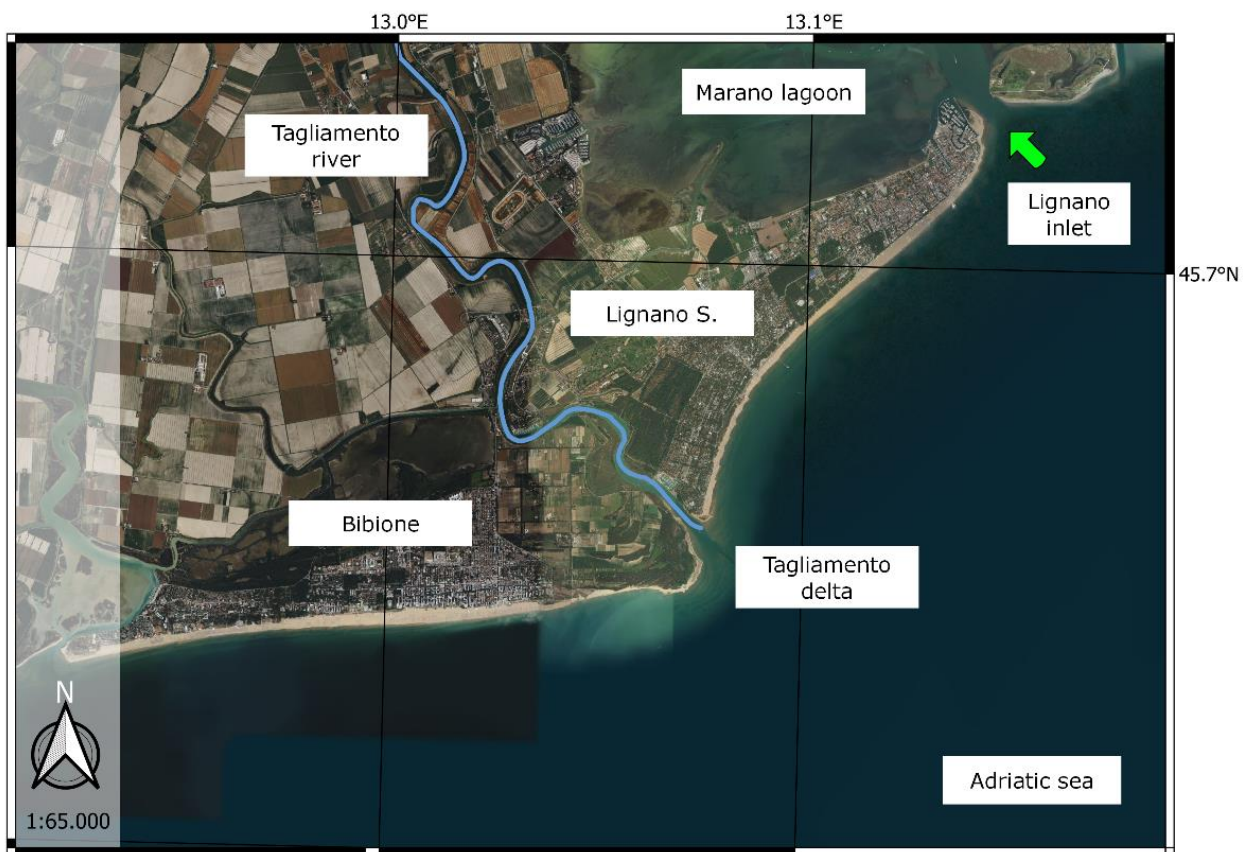 13.0°E
13.1°E
Marano lagoon
Tagliamento
river
Lignano
inlet
45.7°N
Lignano S.
Bibione
Tagliamento
delta
N
Adriatic sea
1:65.000